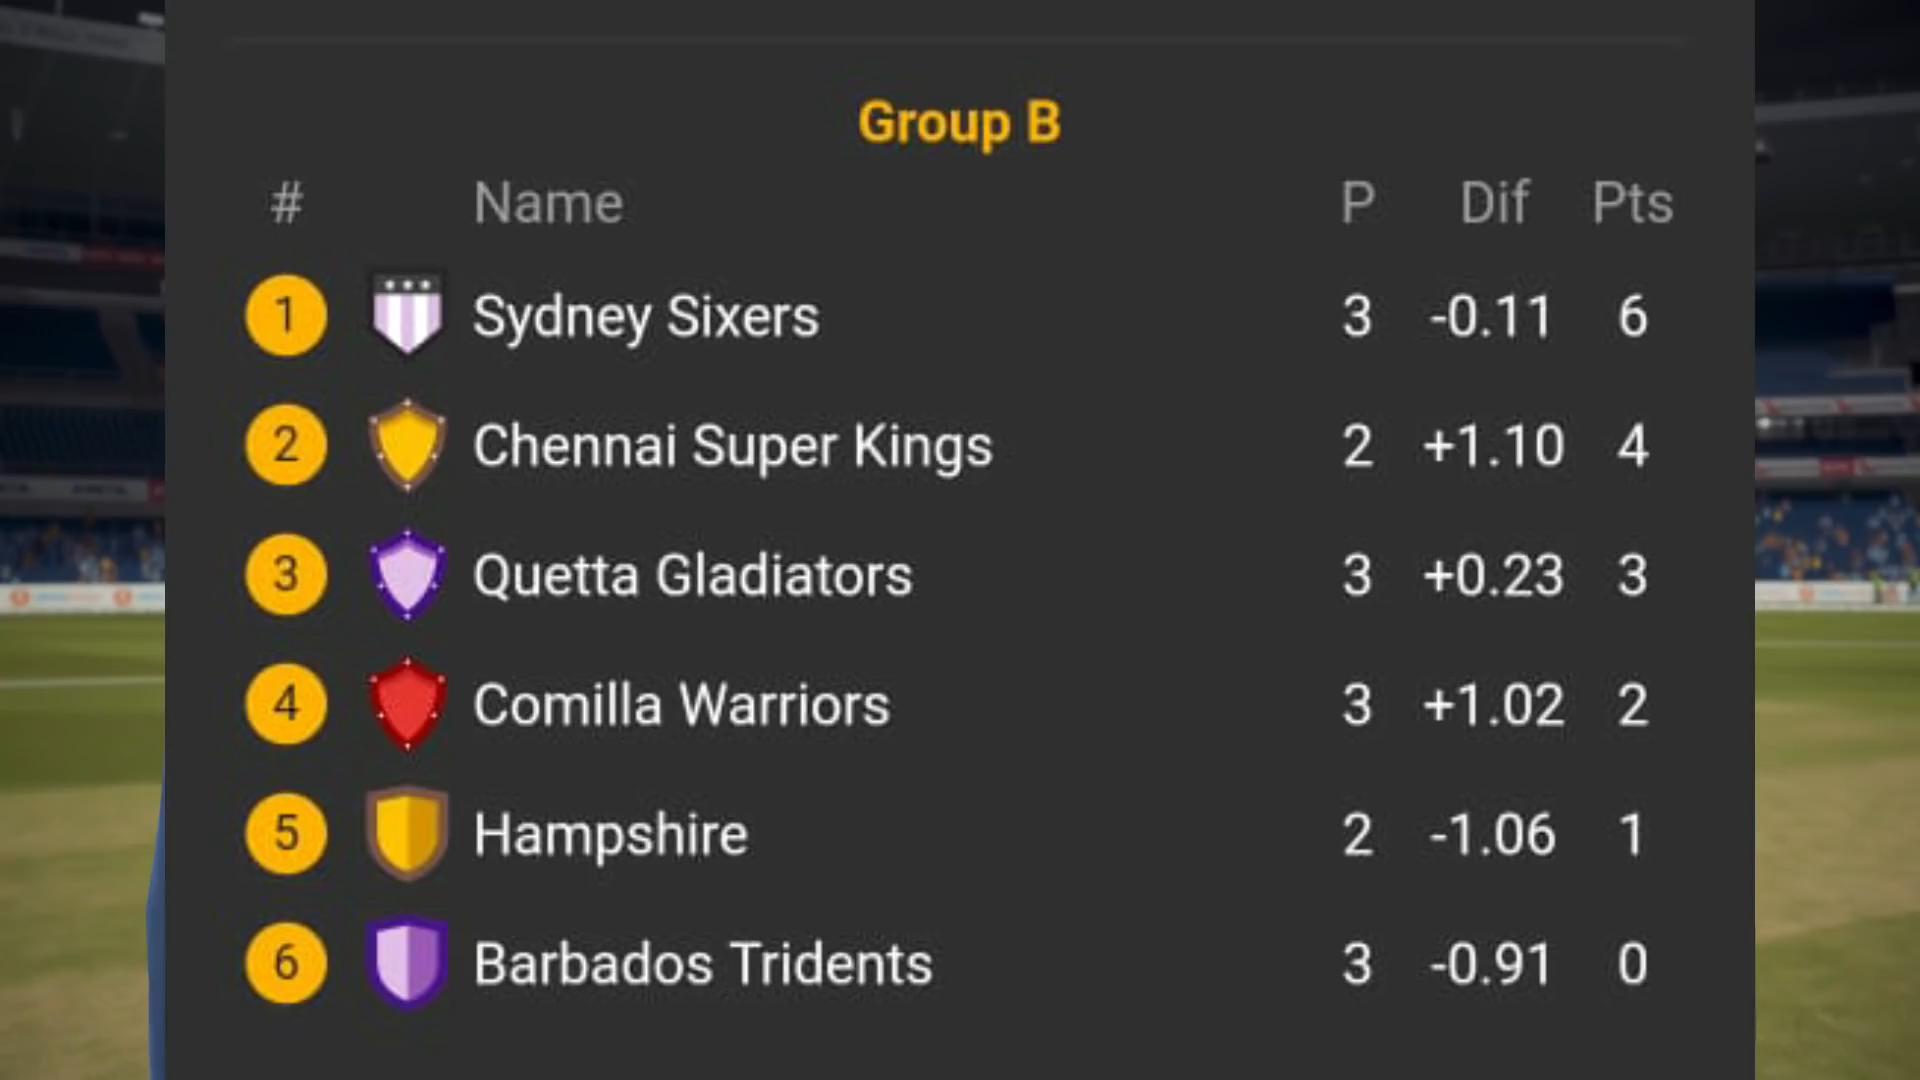 Group B
# Name P Dif Pts
1 Sydney Sixers 3 -0.11 6
2 Chennai Super Kings 2 +1.10 4
3 Quetta Gladiators 3 +0.23 3
4 Comilla Warriors 3 +1.02 2
5 Hampshire 2 -1.06 1
6 Barbados Tridents 3 -0.91 0